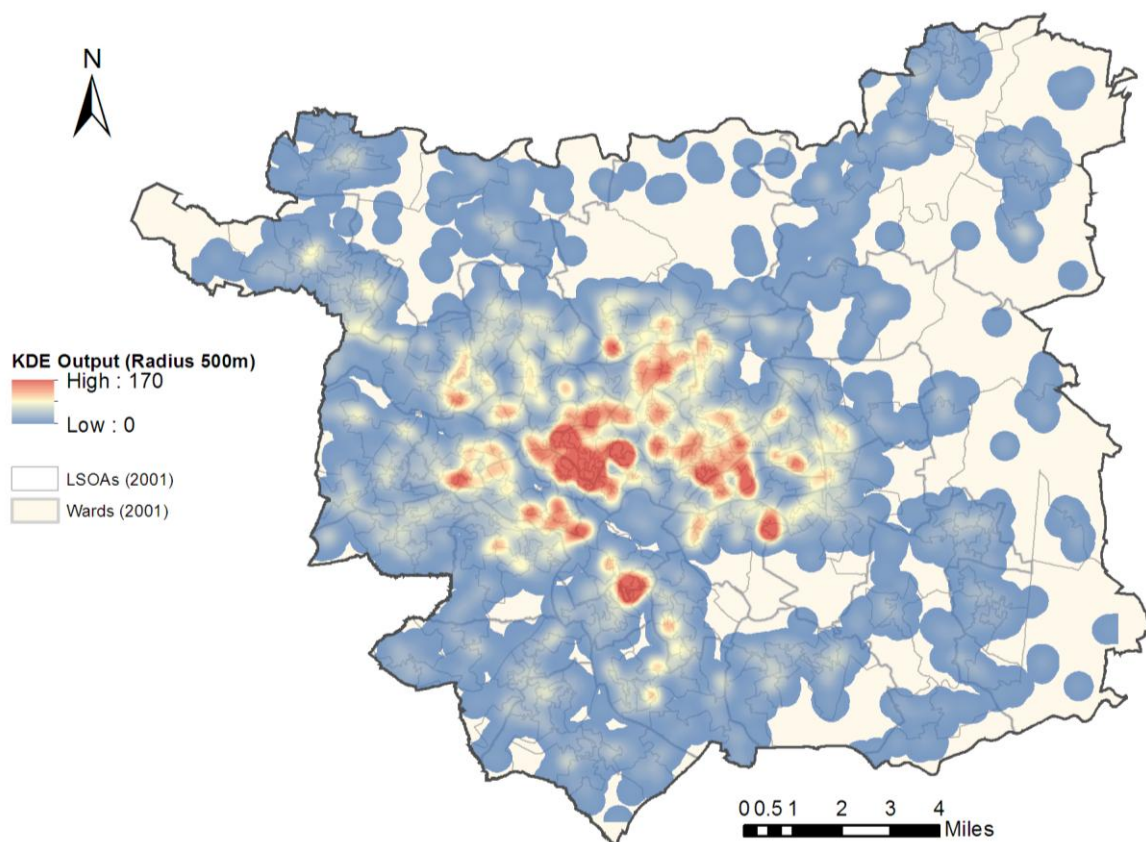 N
KDE Output (Radius 500m)
High : 170
Low : 0
LSOAs (2001)
Wards (2001)
0 0.5 1 2 3 4
Miles